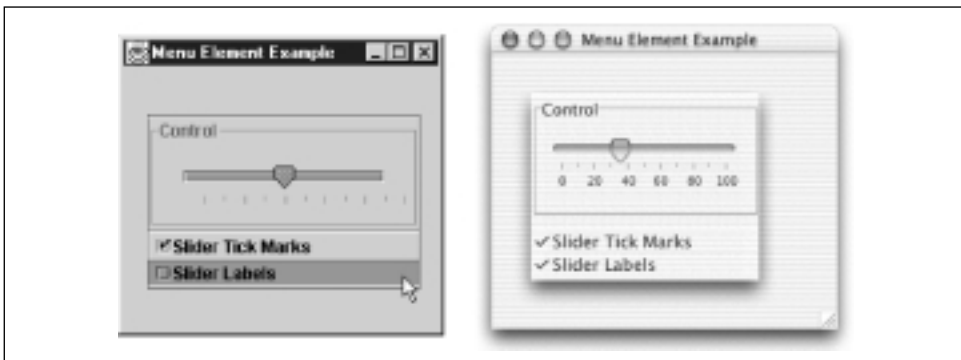 Menu Element Example
Control
Slider Tick Marks
Slider Labels
Menu Element Example
Control
0 20 40 60 80 100
Slider Tick Marks
Slider Labels